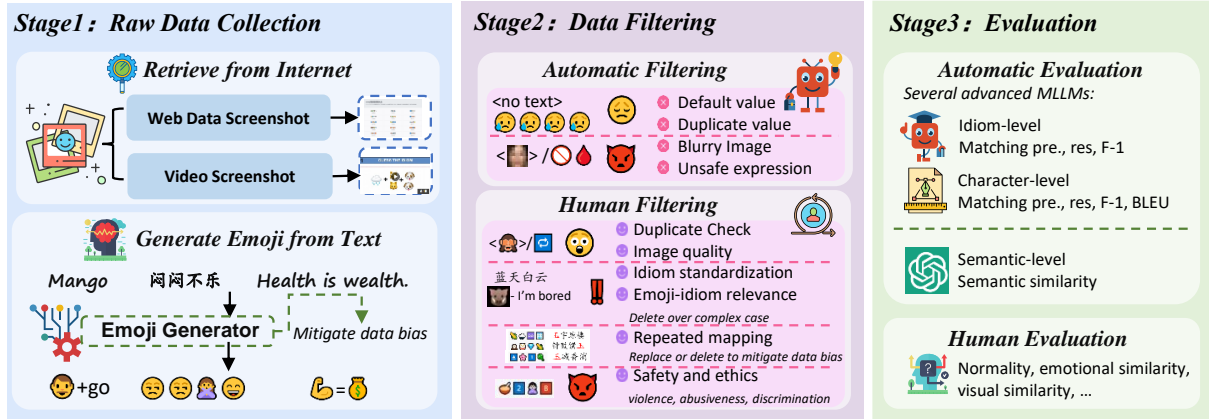 Stage1: Raw Data Collection
Retrieve from Internet
Web Data Screenshot
Video Screenshot
Generate Emoji from Text
Mango
闷闷不乐
Health is wealth.
Emoji Generator
Mitigate data bias
+go
=
Stage2: Data Filtering
Automatic Filtering
<no text>
Default value
Duplicate value
< > /
Blurry Image
Unsafe expression
Human Filtering
< > /
Duplicate Check
Image quality
蓝天白云
- I'm bored
Idiom standardization
Emoji-idiom relevance
Delete over complex case
Repeated mapping
Replace or delete to mitigate data bias
Safety and ethics
violence, abusiveness, discrimination
Stage3: Evaluation
Automatic Evaluation
Several advanced MLLMs:
Idiom-level
Matching pre., res, F-1
Character-level
Matching pre., res, F-1, BLEU
Semantic-level
Semantic similarity
Human Evaluation
Normality, emotional similarity,
visual similarity, ...